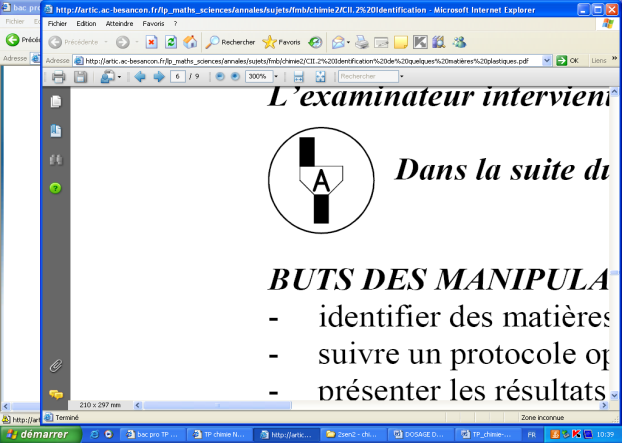 bac pro
http://artic.ac-besancon.fr/lp_maths_sciences/annales/sujets/fmb/chimie2/CII.2%20Identification - Microsoft Internet Explorer
Fichier Edition Atteindre Favoris ?
Précédente Rechercher Favoris
Adresse http://artic.ac-besancon.fr/lp_maths_sciences/annales/sujets/fmb/chimie2/CII.2%20Identification%20de%20quelques%20matières%20plastiques.pdf OK Liens »
6 / 9 300% Rechercher
L'examinateur intervient
A
Dans la suite du
BUTS DES MANIPULA
- identifier des matières
- suivre un protocole op
- présenter les résultats
210 x 297 mm
Terminé Zone inconnue
http://art
démarrer bac pro TP ... TP chimie N... http://artic... 2sen2 - chi... DOSAGE D... TP_chimie-... FR 10:39